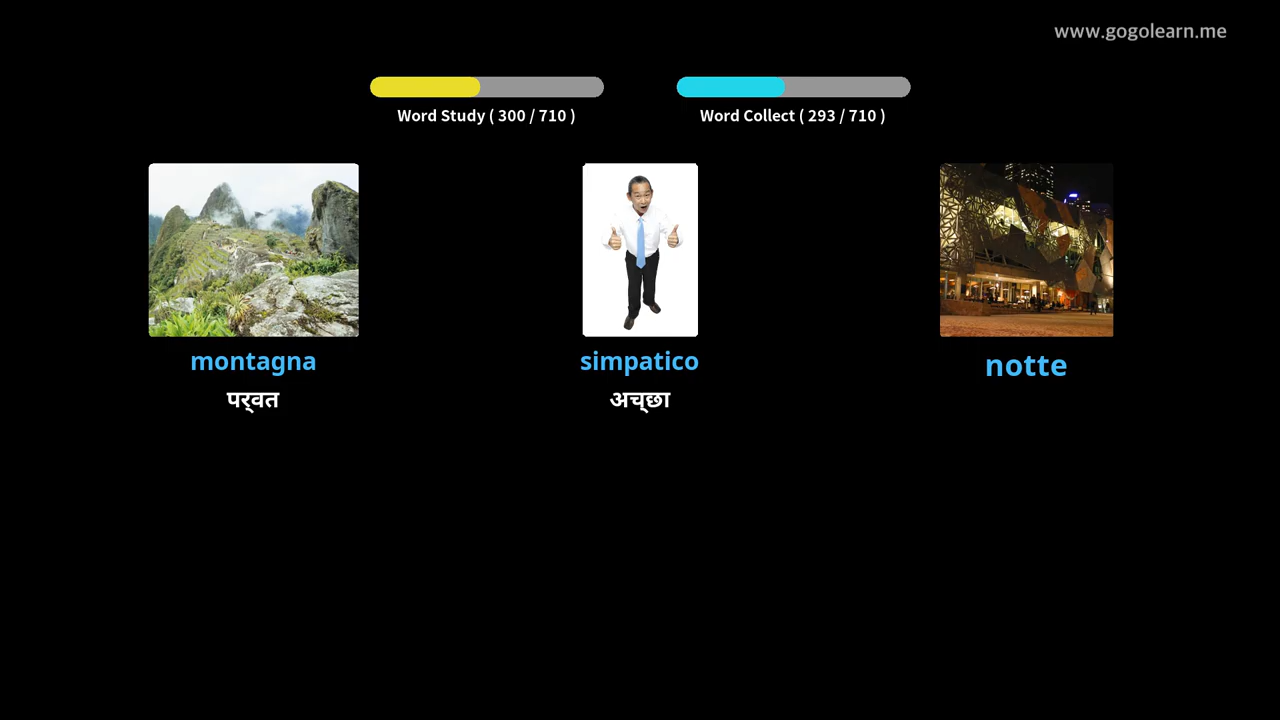 www.gogolearn.me
Word Study ( 300 / 710 )
Word Collect ( 293 / 710 )
montagna
simpatico
notte
पर्वत
अच्छा